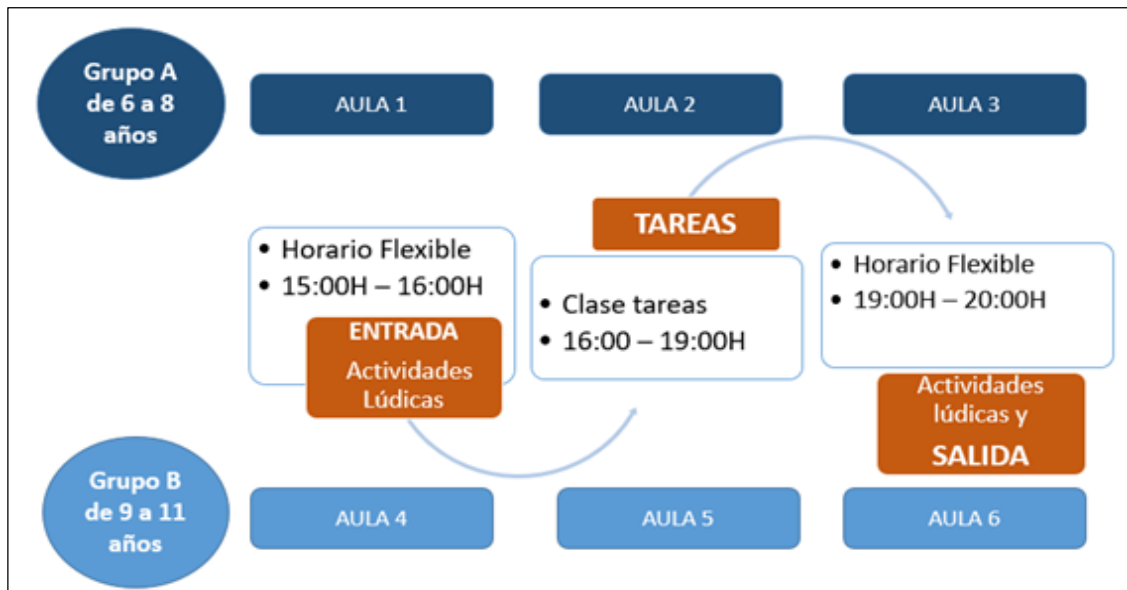 Grupo A
de 6 a 8
años
AULA 1
AULA 2
AULA 3
• Horario Flexible
• 15:00H – 16:00H
ENTRADA
Actividades
Lúdicas
TAREAS
• Clase tareas
• 16:00 – 19:00H
• Horario Flexible
• 19:00H – 20:00H
Actividades
lúdicas y
SALIDA
Grupo B
de 9 a 11
años
AULA 4
AULA 5
AULA 6